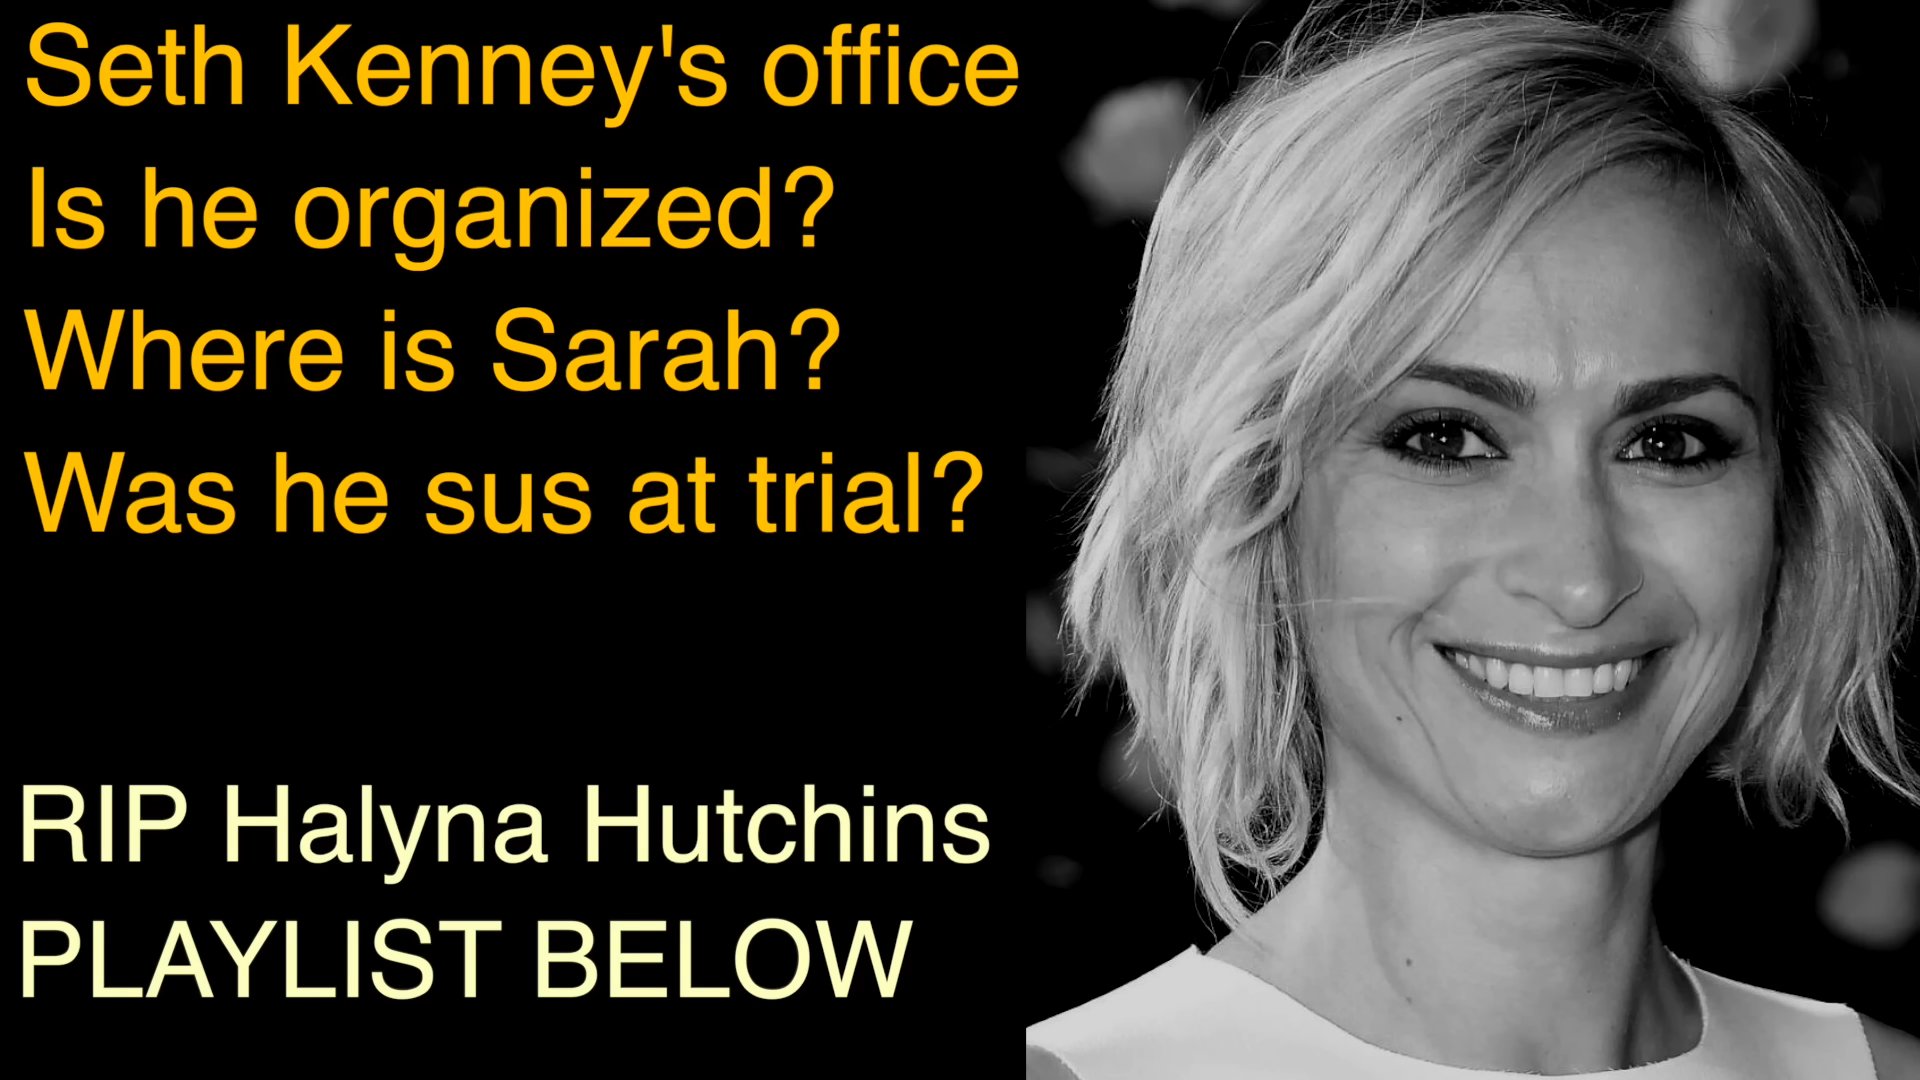 Seth Kenney's office
Is he organized?
Where is Sarah?
Was he sus at trial?
RIP Halyna Hutchins
PLAYLIST BELOW